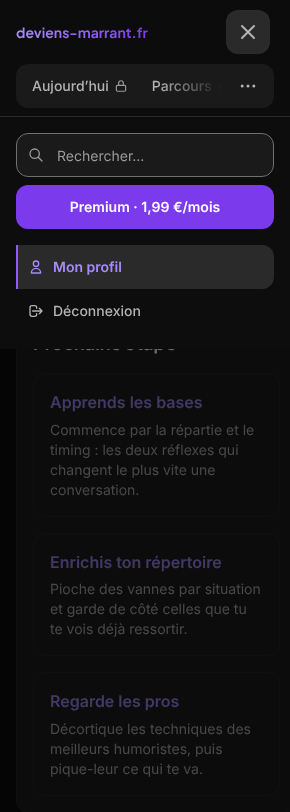 deviens-marrant.fr
Aujourd'hui
Parcours
Rechercher...
Premium · 1,99 €/mois
Mon profil
Déconnexion
Prochaine étape
Apprends les bases
Commence par la répartie et le
timing : les deux réflexes qui
changent le plus vite une
conversation.
Enrichis ton répertoire
Pioche des vannes par situation
et garde de côté celles que tu
te vois déjà ressortir.
Regarde les pros
Décortique les techniques des
meilleurs humoristes, puis
pique-leur ce qui te va.